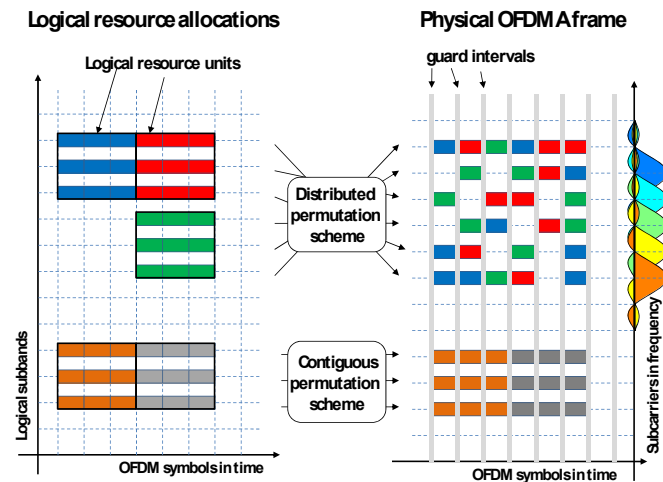 Logical resource allocations
Physical OFDMA frame
Logical resource units
guard intervals
Distributed
permutation
scheme
Contiguous
permutation
scheme
Logical subbands
Subcarriers in frequency
OFDM symbols in time
OFDM symbols in time